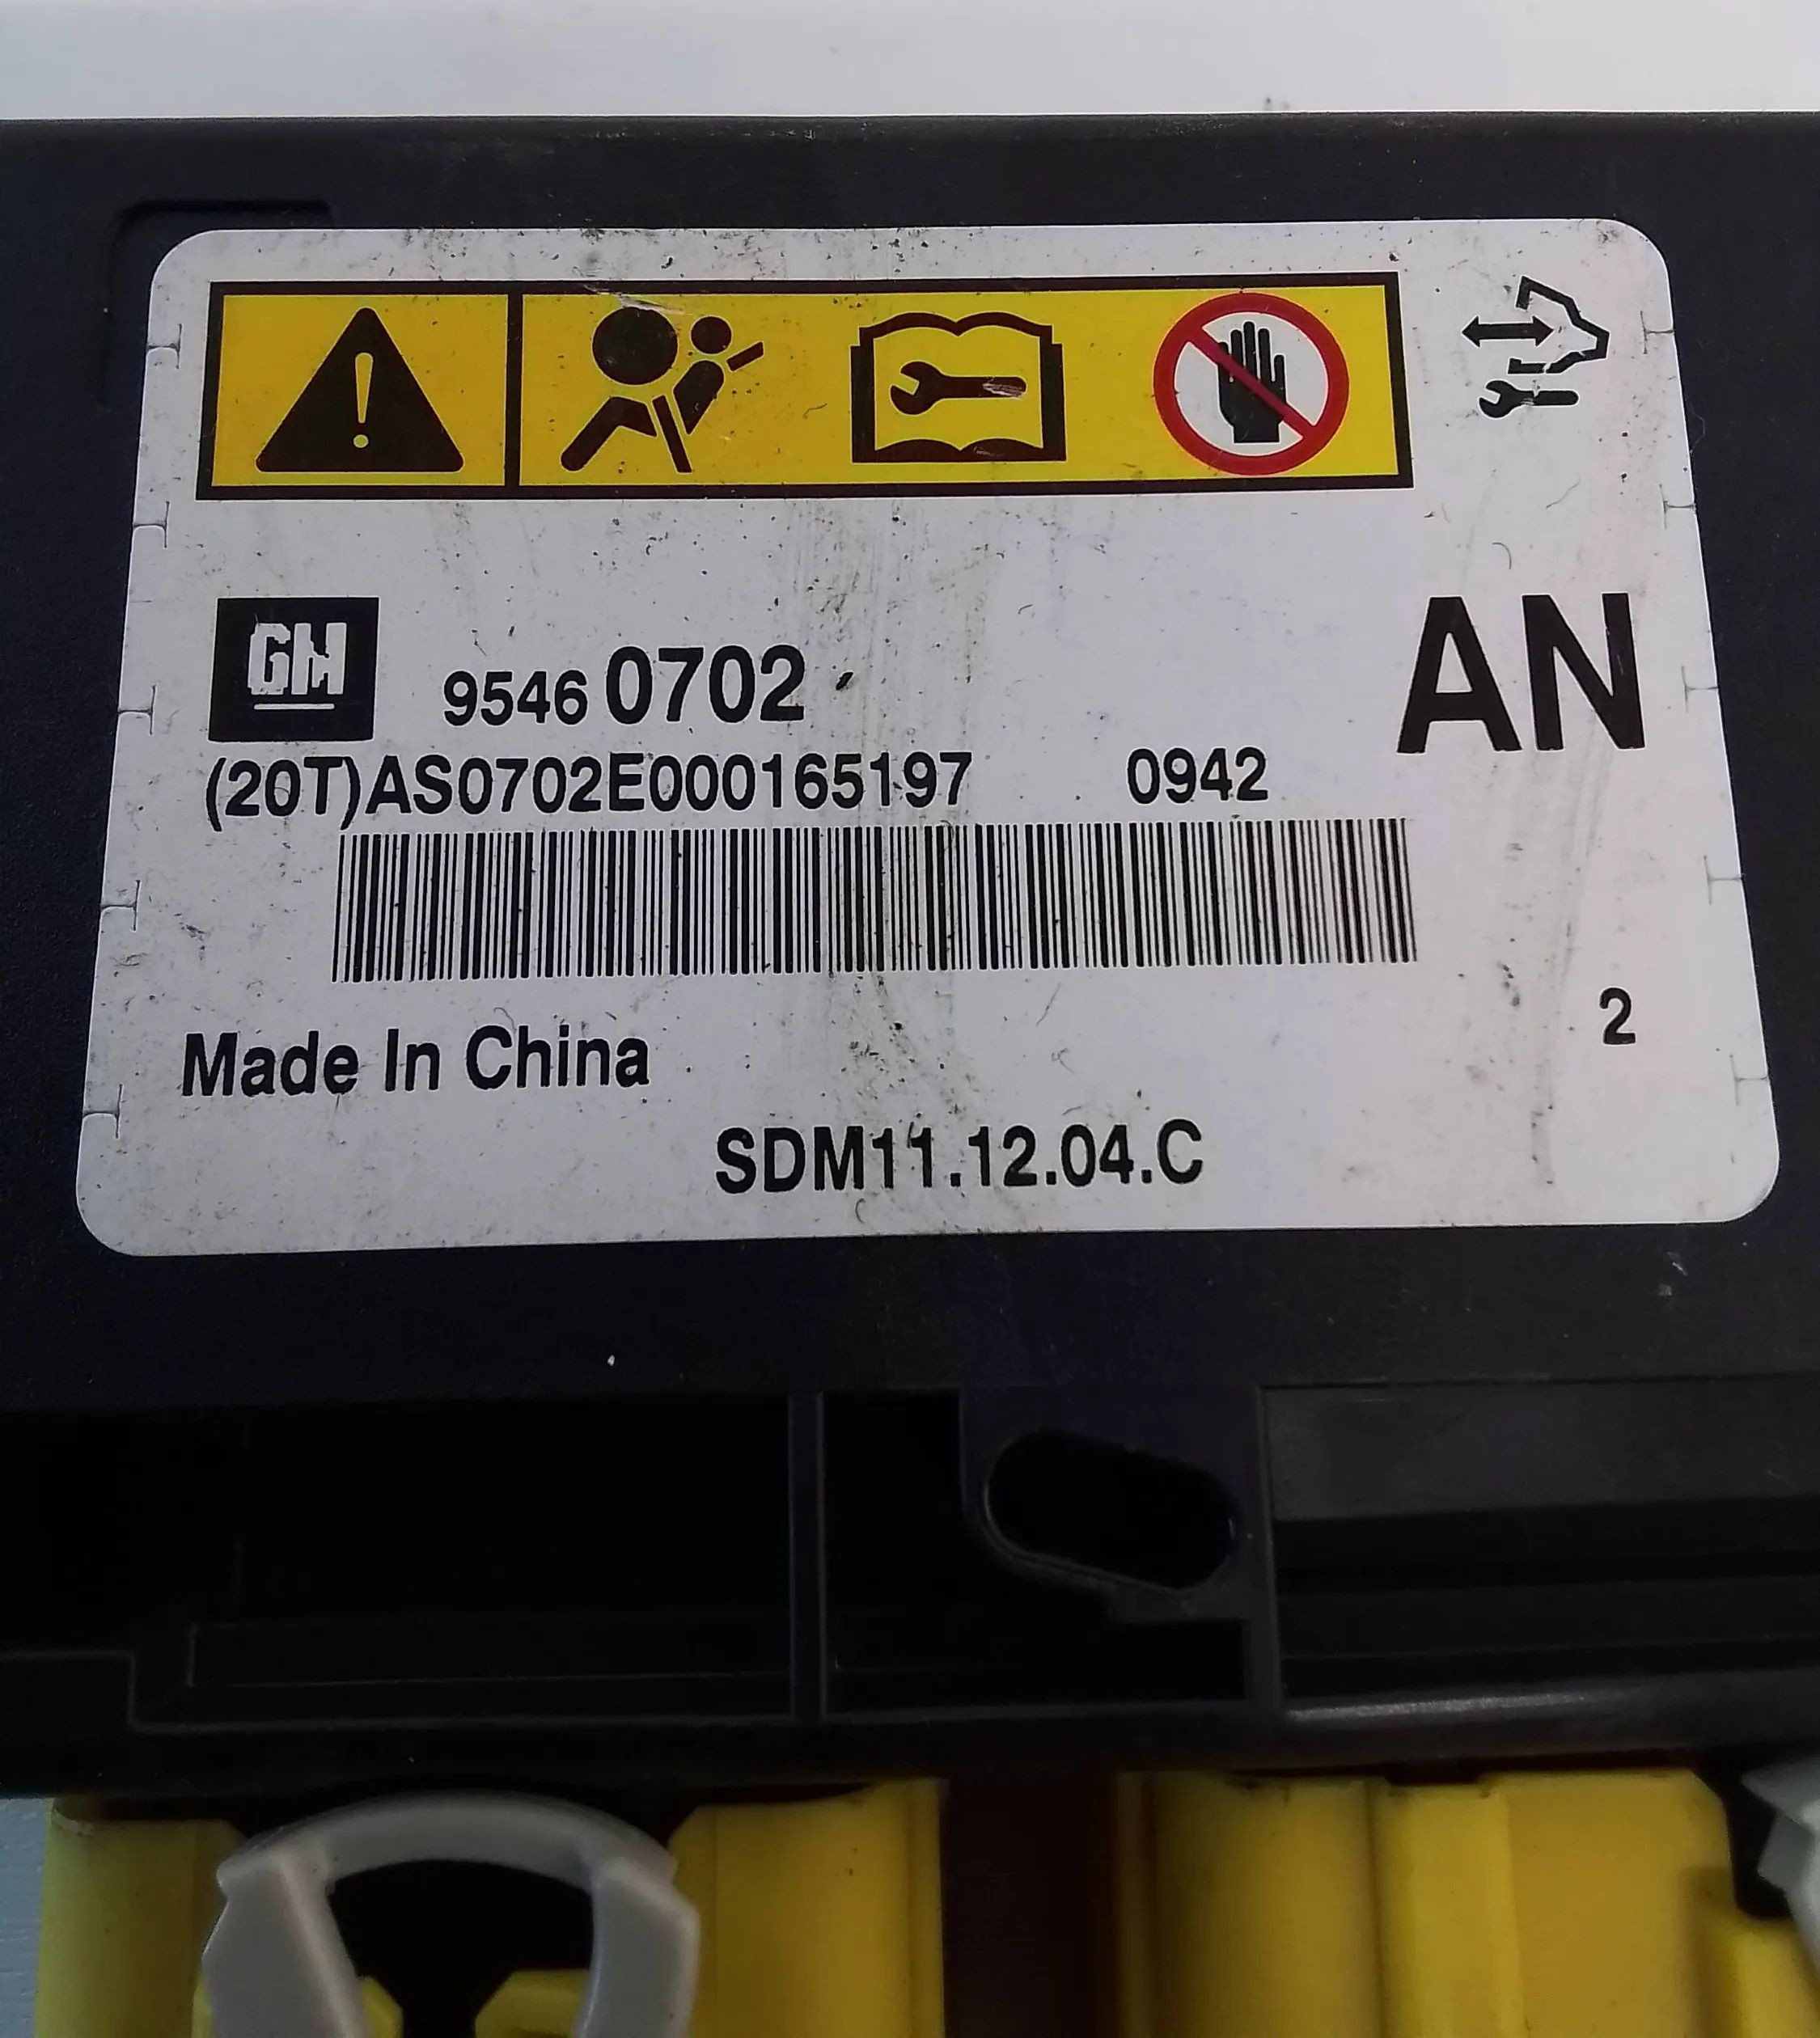 GM
9546 0702
AN
(20T)AS0702E000165197 0942
Made In China
2
SDM11.12.04.C